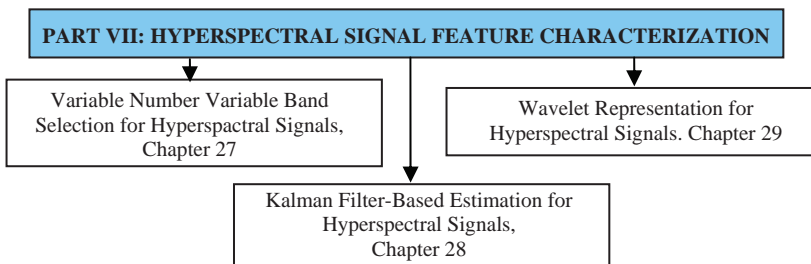 PART VII: HYPERSPECTRAL SIGNAL FEATURE CHARACTERIZATION
Variable Number Variable Band
Selection for Hyperspactral Signals,
Chapter 27
Wavelet Representation for
Hyperspectral Signals. Chapter 29
Kalman Filter-Based Estimation for
Hyperspectral Signals,
Chapter 28